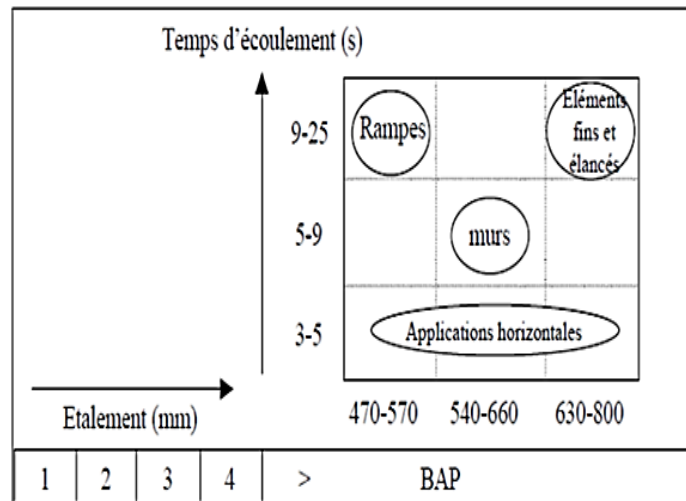 Temps d'écoulement (s)
9-25
Rampes
Eléments
fins et
élancés
5-9
murs
3-5
Applications horizontales
Etalement (mm)
470-570 540-660 630-800
1 2 3 4 > BAP